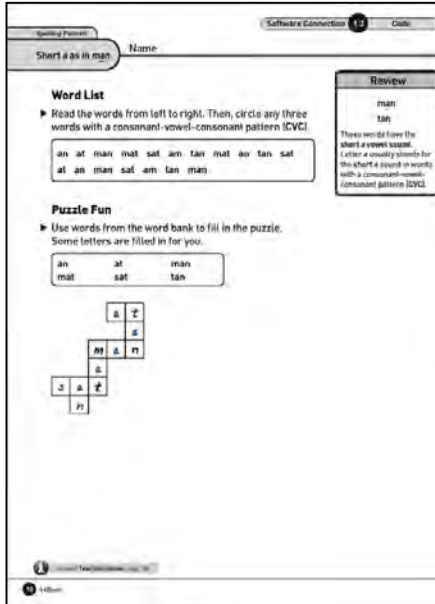 Spelling Pattern
Software Connection 1.2 Code
Short a as in man
Name
Word List
▶ Read the words from left to right. Then, circle any three
words with a consonant-vowel-consonant pattern (CVC).
an at man mat sat am tan mat an tan sat
at an man sat am tan man
Review
man
tan
These words have the
short a vowel sound.
Letter a usually stands for
the short a sound in words
with a consonant-vowel-
consonant pattern (CVC).
Puzzle Fun
▶ Use words from the word bank to fill in the puzzle.
Some letters are filled in for you.
an at man
mat sat tan
a t
a
m a n
a
s a t
n